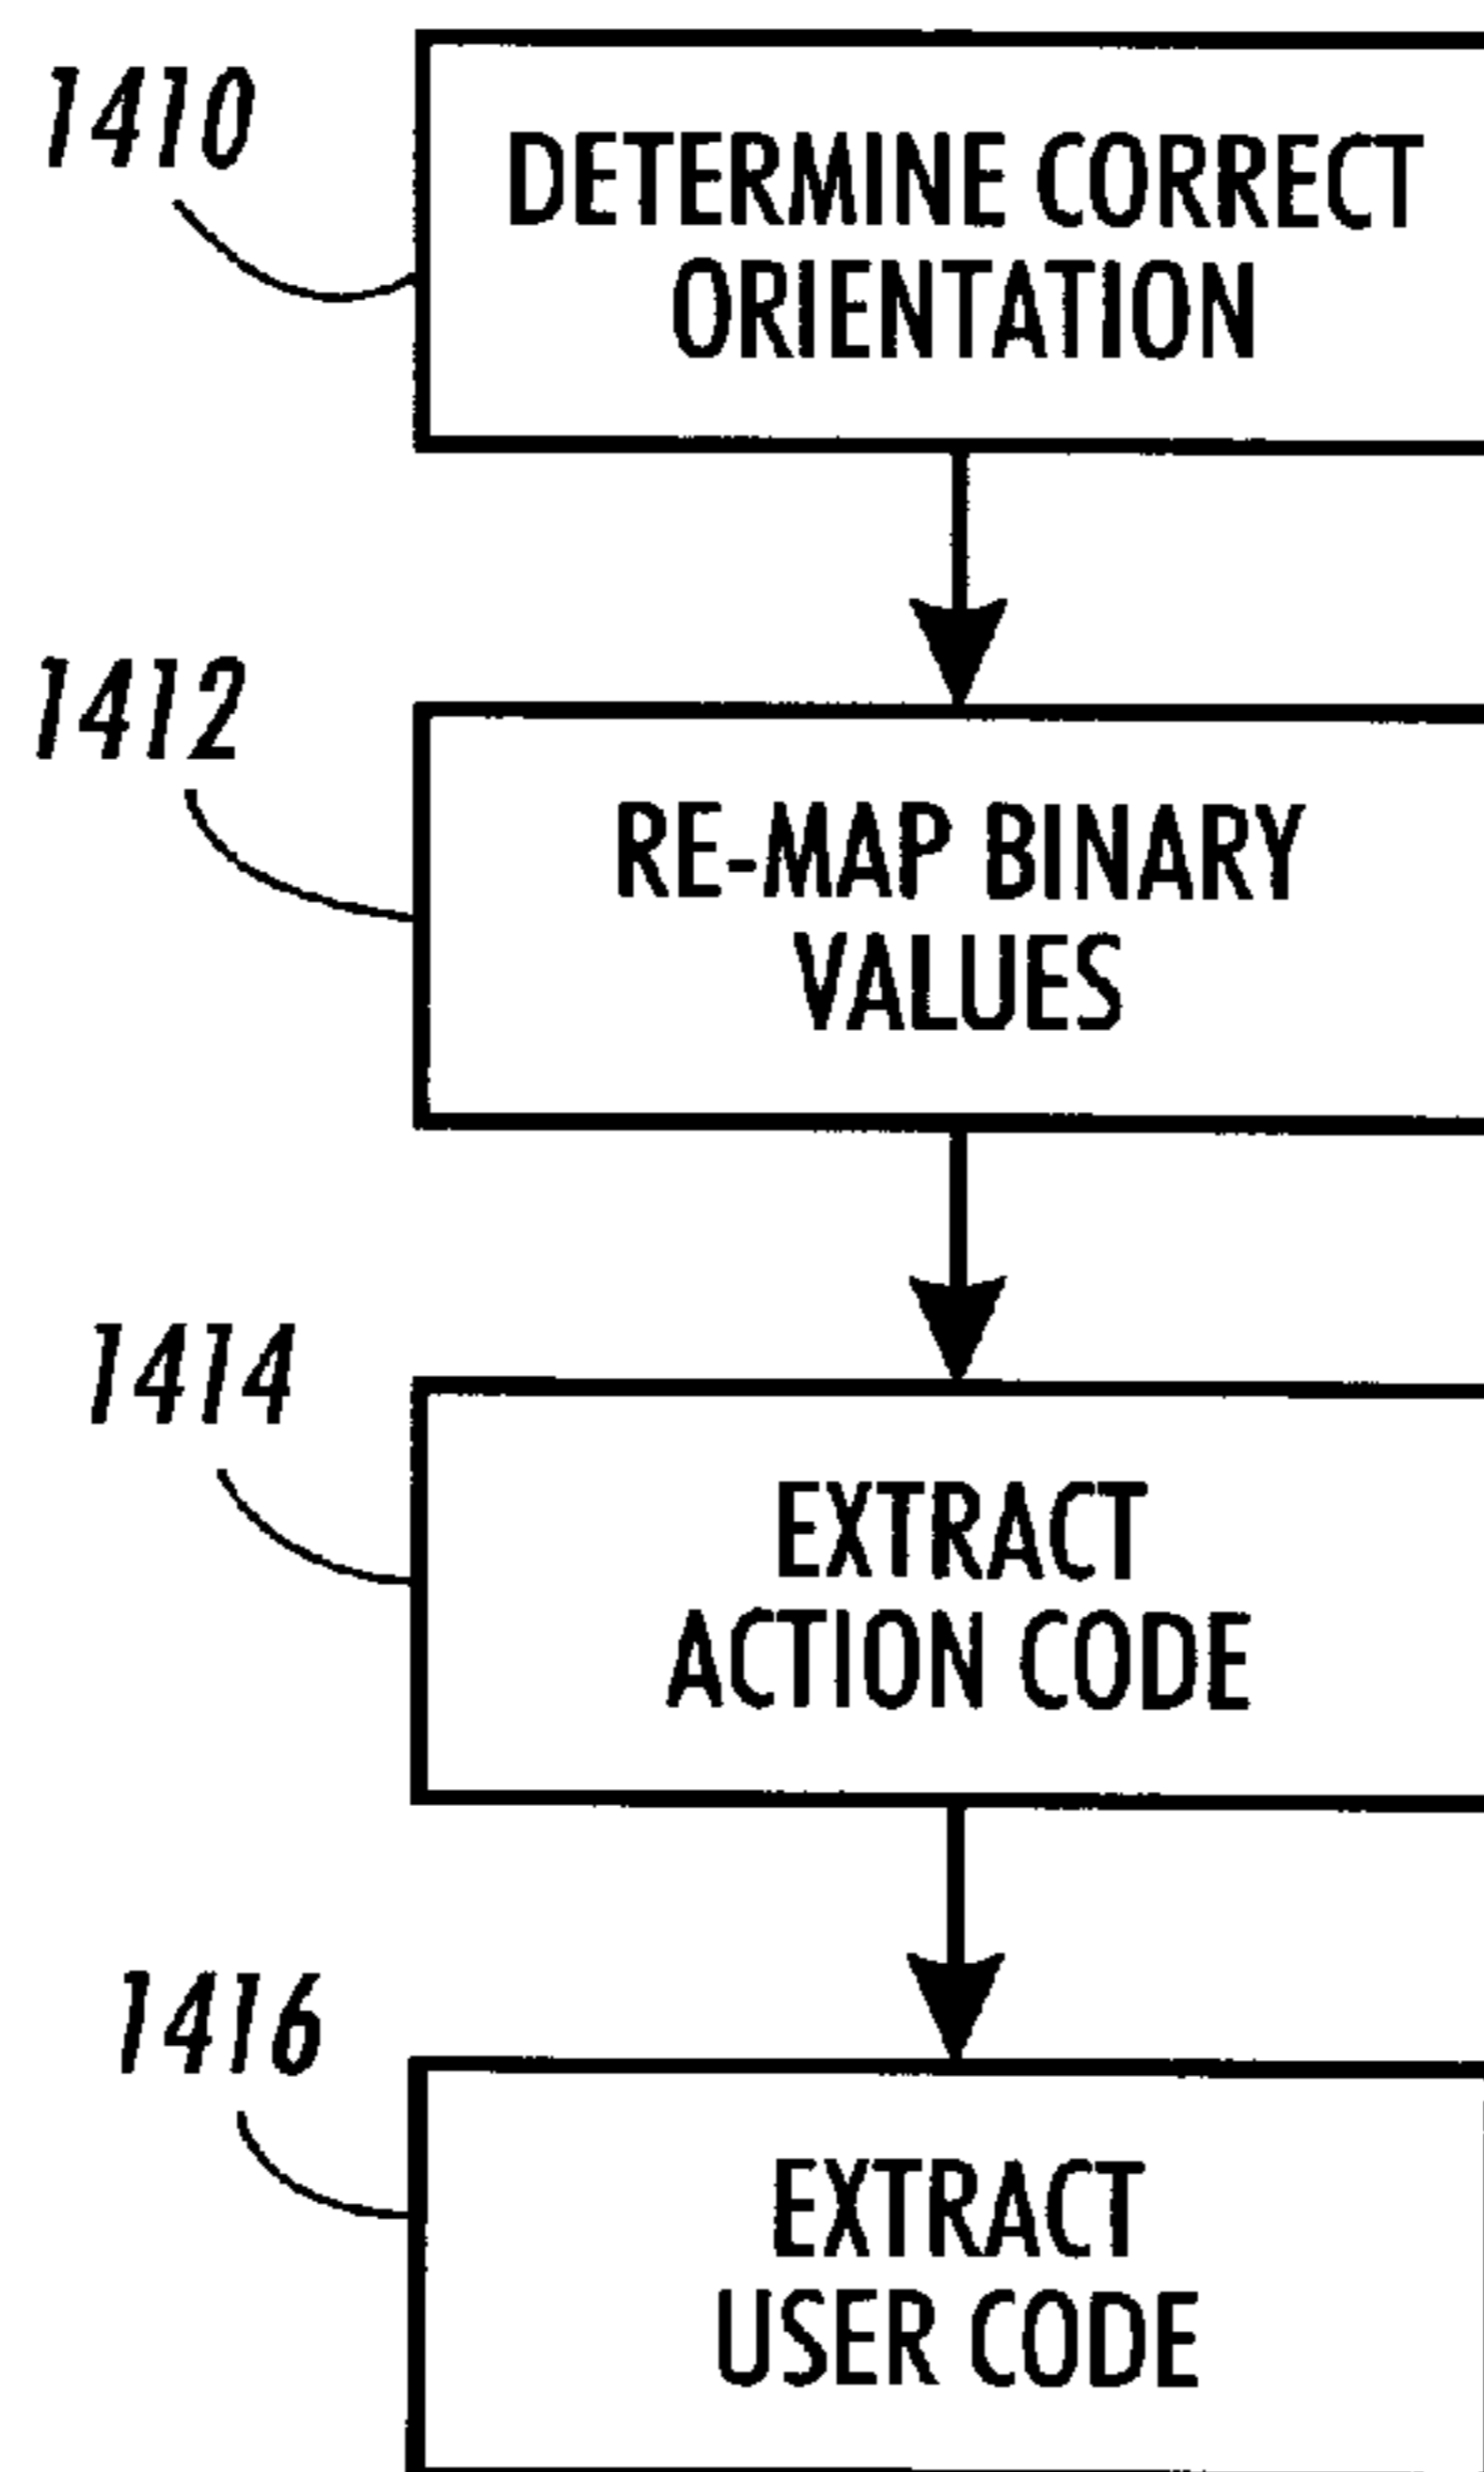 1410
DETERMINE CORRECT
ORIENTATION
1412
RE-MAP BINARY
VALUES
1414
EXTRACT
ACTION CODE
1416
EXTRACT
USER CODE